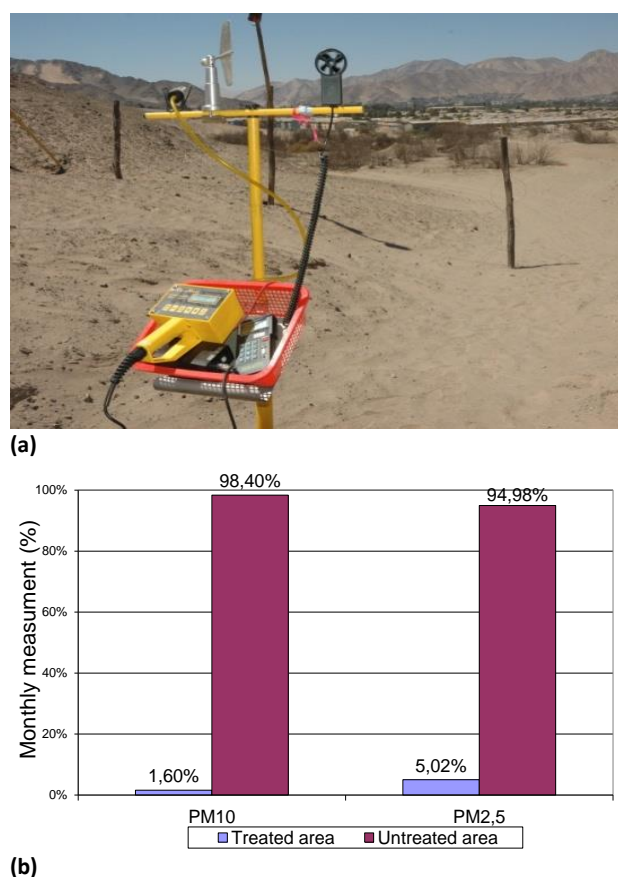 (a)
98,40%
94,98%
100%
80%
60%
40%
20%
0%
Monthly measument (%)
1,60%
5,02%
PM10 PM2,5
Treated area Untreated area
(b)